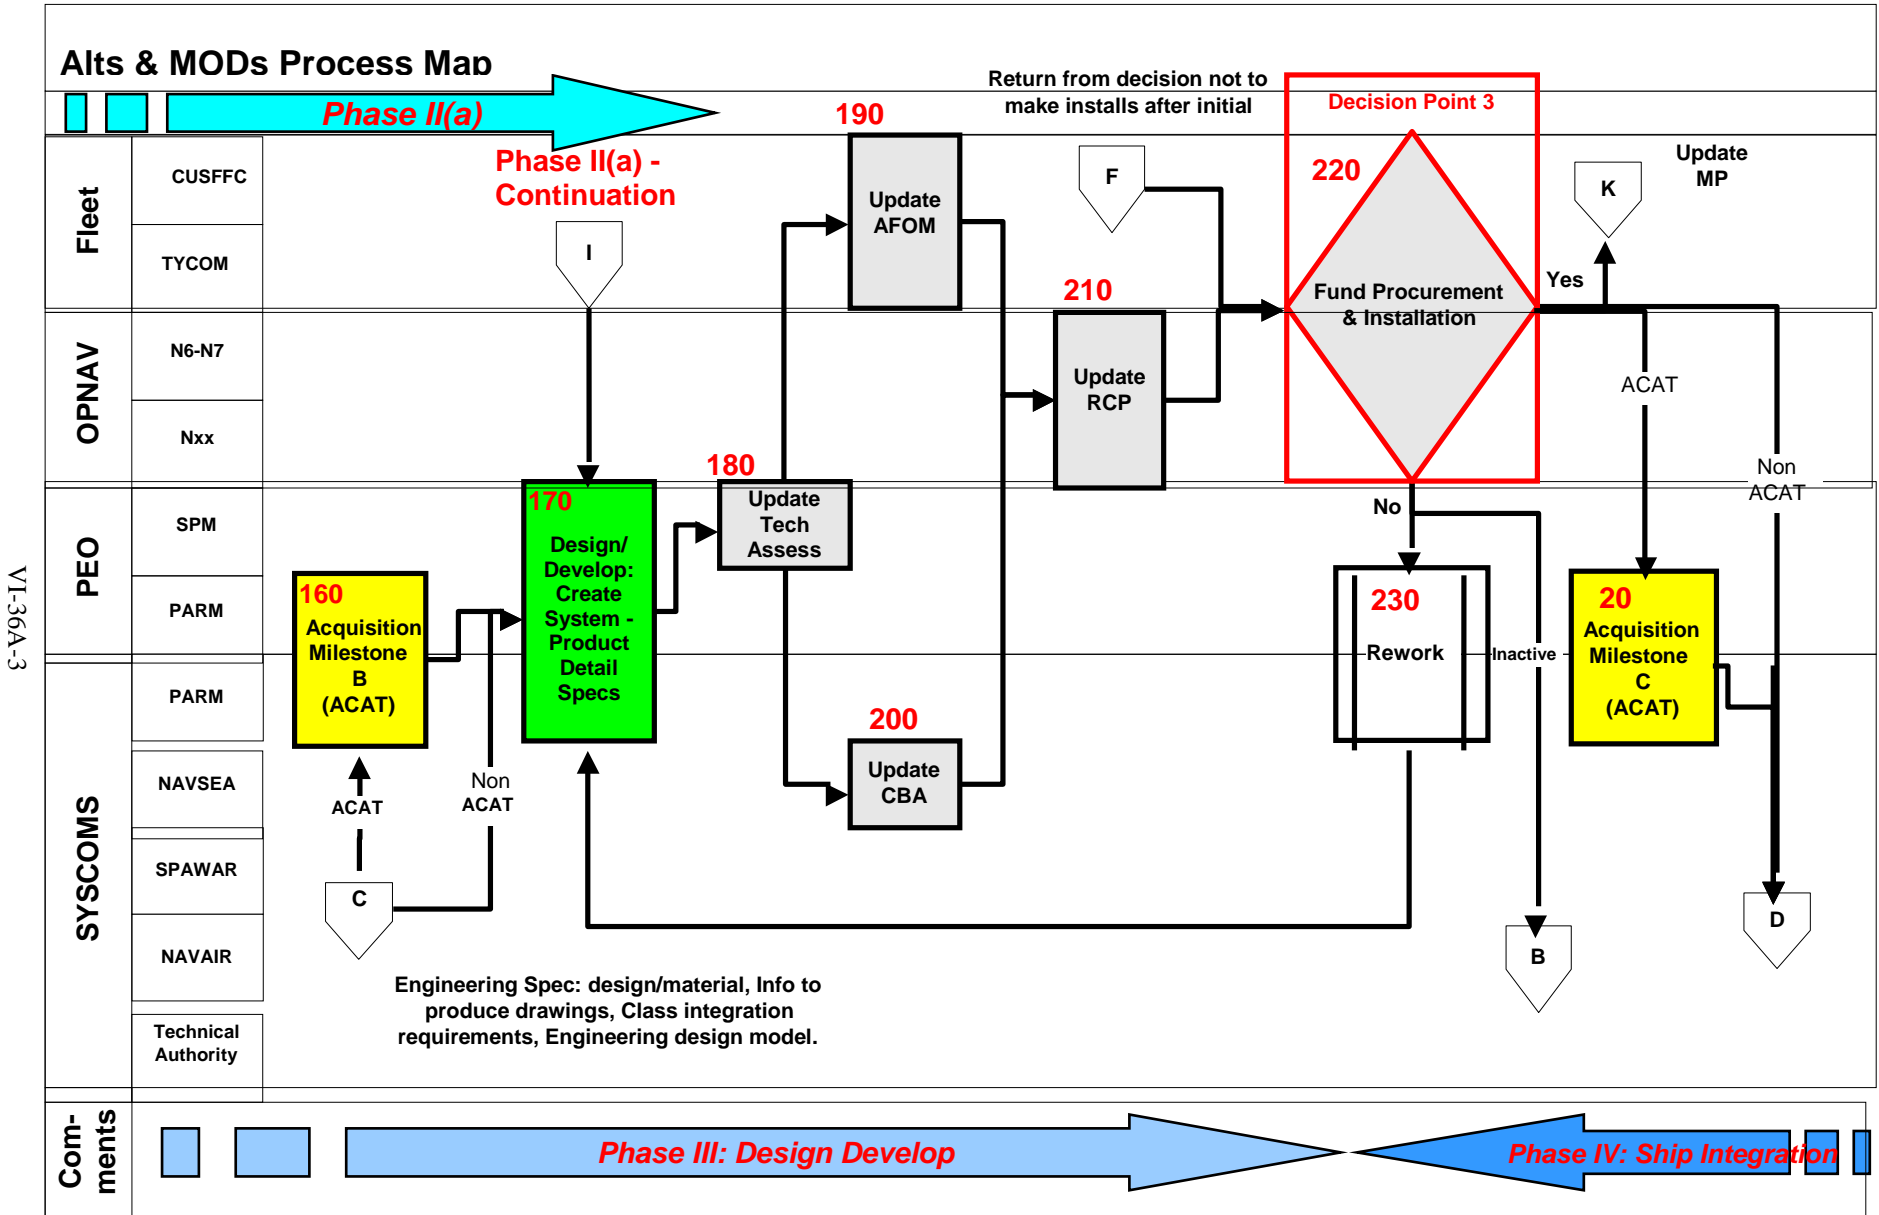 Alts & MODs Process Map
Phase II(a)
Return from decision not to
make installs after initial
Decision Point 3
Phase II(a) -
Continuation
Fleet
CUSFFC
TYCOM
OPNAV
N6-N7
Nxx
PEO
SPM
PARM
SYSCOMS
PARM
NAVSEA
SPAWAR
NAVAIR
Technical
Authority
Com-
ments
I
190
Update
AFOM
F
210
Update
RCP
220
Fund Procurement
& Installation
Yes
K
Update
MP
ACAT
Non
ACAT
No
160
Acquisition
Milestone
B
(ACAT)
170
Design/
Develop:
Create
System -
Product
Detail
Specs
180
Update
Tech
Assess
200
Update
CBA
230
Rework
Inactive
20
Acquisition
Milestone
C
(ACAT)
ACAT
Non
ACAT
C
B
D
Engineering Spec: design/material, Info to
produce drawings, Class integration
requirements, Engineering design model.
Phase III: Design Develop
Phase IV: Ship Integration
VI-36A-3